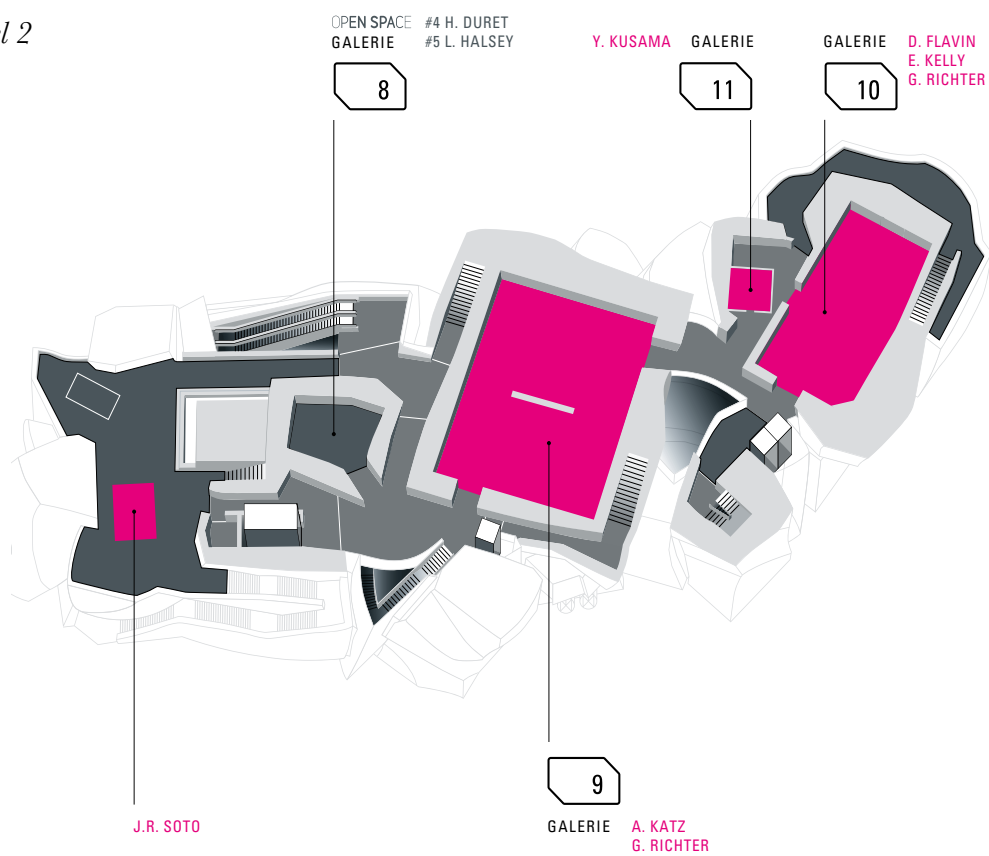 l 2
OPEN SPACE #4 H. DURET
GALERIE #5 L. HALSEY
8
Y. KUSAMA GALERIE
11
GALERIE D. FLAVIN
E. KELLY
G. RICHTER
10
J.R. SOTO
9
GALERIE A. KATZ
G. RICHTER